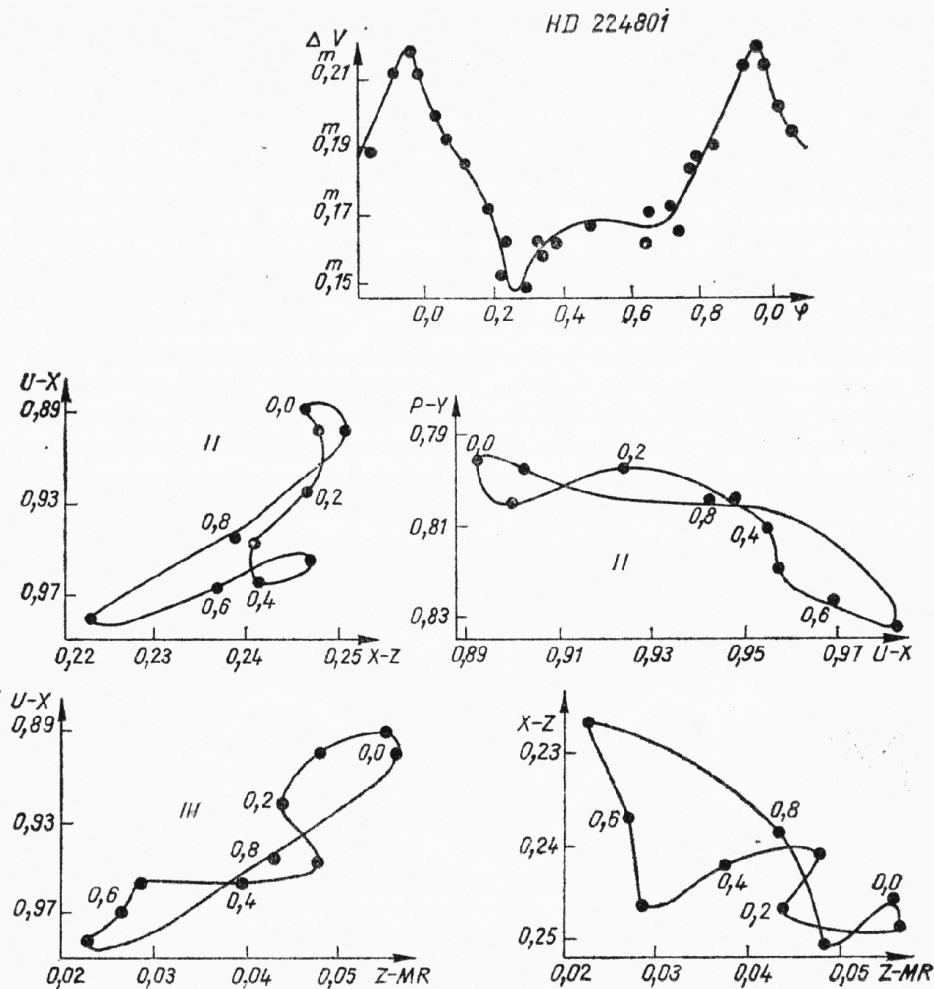 HD 224801
Δ V
m
0,21
m
0,19
m
0,17
m
0,15
0,0 0,2 0,4 0,6 0,8 0,0 φ
U-X
0,89
0,93
0,97
0,0
II
0,2
0,8
0,6 0,4
0,22 0,23 0,24 0,25 X-Z
P-Y
0,79
0,81
0,83
0,0 0,2
0,8 0,4
II
0,6
0,89 0,91 0,93 0,95 0,97 U-X
U-X
0,89
0,93
0,97
0,0
III
0,2
0,8
0,6 0,4
0,02 0,03 0,04 0,05 Z-MR
X-Z
0,23
0,24
0,25
0,6 0,8
0,4 0,0
0,2
0,02 0,03 0,04 0,05 Z-MR